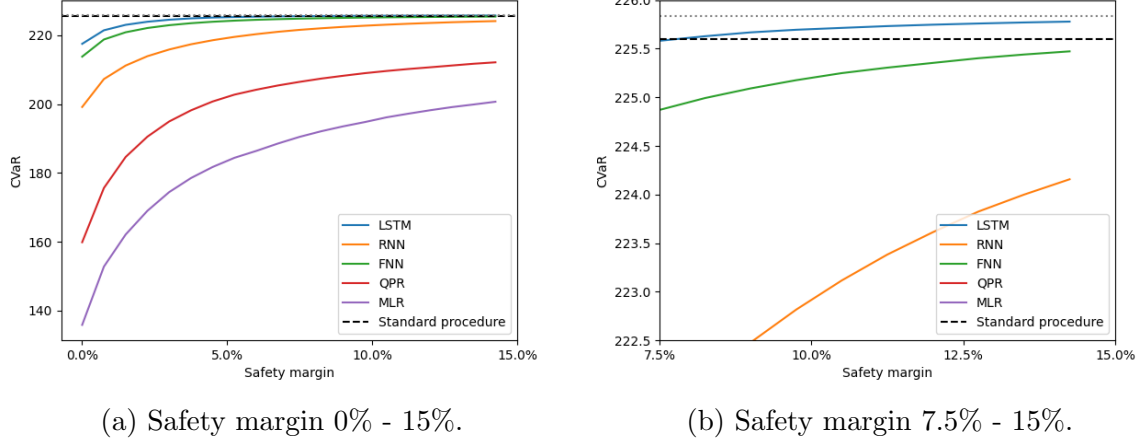 220
200
180
160
140
CVaR
0.0%
5.0%
10.0%
15.0%
Safety margin
LSTM
RNN
FNN
QPR
MLR
Standard procedure
(a) Safety margin 0% - 15%.
226.0
225.5
225.0
224.5
224.0
223.5
223.0
222.5
CVaR
7.5%
10.0%
12.5%
15.0%
Safety margin
LSTM
RNN
FNN
QPR
MLR
Standard procedure
(b) Safety margin 7.5% - 15%.